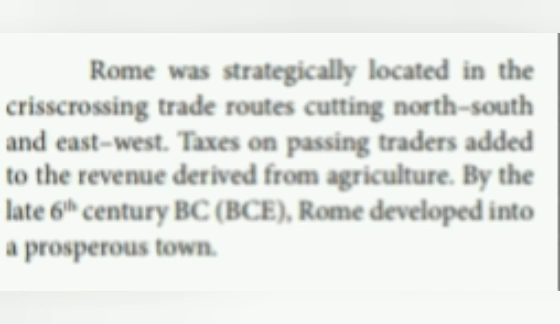 Rome was strategically located in the
crisscrossing trade routes cutting north–south
and east–west. Taxes on passing traders added
to the revenue derived from agriculture. By the
late 6th century BC (BCE), Rome developed into
a prosperous town.